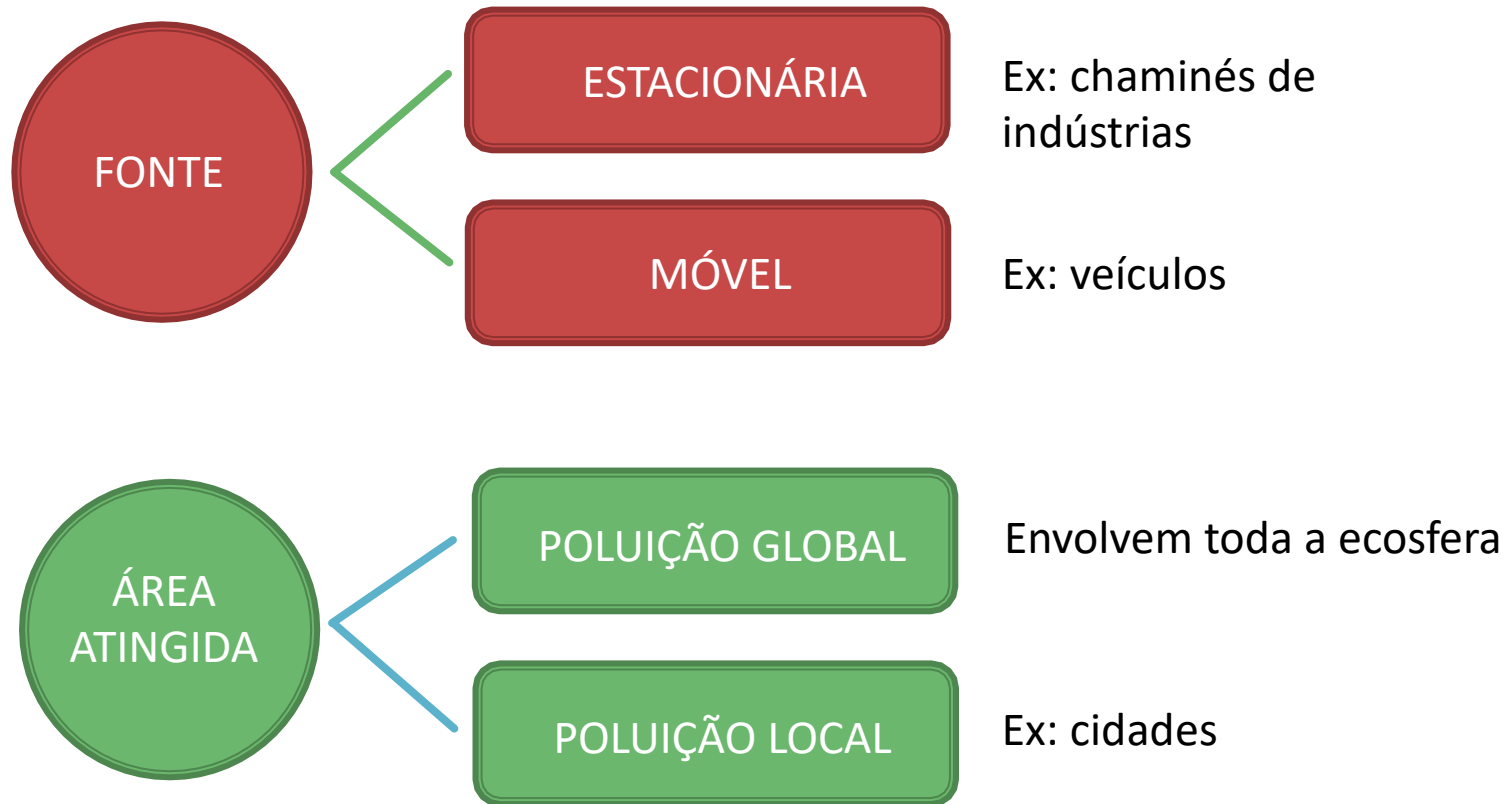 FONTE
ESTACIONÁRIA
Ex: chaminés de
indústrias
MÓVEL
Ex: veículos
ÁREA
ATINGIDA
POLUIÇÃO GLOBAL
Envolvem toda a ecosfera
POLUIÇÃO LOCAL
Ex: cidades